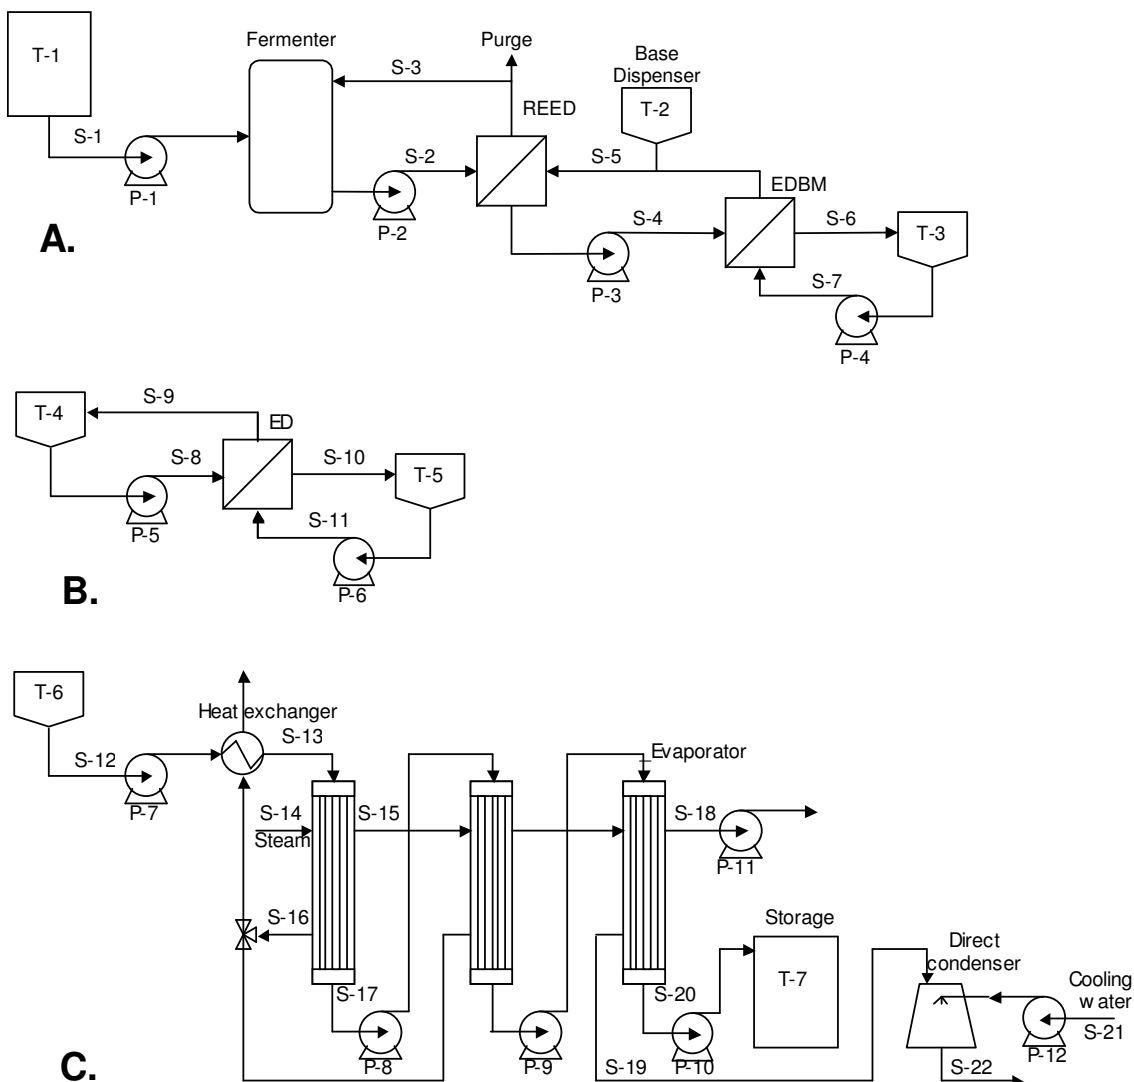 T-1
Fermenter
Purge
S-3
Base
Dispenser
T-2
REED
S-1
P-1
S-2
P-2
S-5
EDBM
S-4
S-6
T-3
A.
P-3
S-7
P-4
T-4
S-9
ED
S-8
S-10
T-5
P-5
S-11
B.
P-6
T-6
Heat exchanger
S-12
S-13
Evaporator
P-7
S-14
Steam
S-15
S-18
P-11
S-16
Storage
T-7
Direct
condenser
Cooling
water
S-17
S-20
S-21
P-12
C.
P-8
P-9
S-19
P-10
S-22